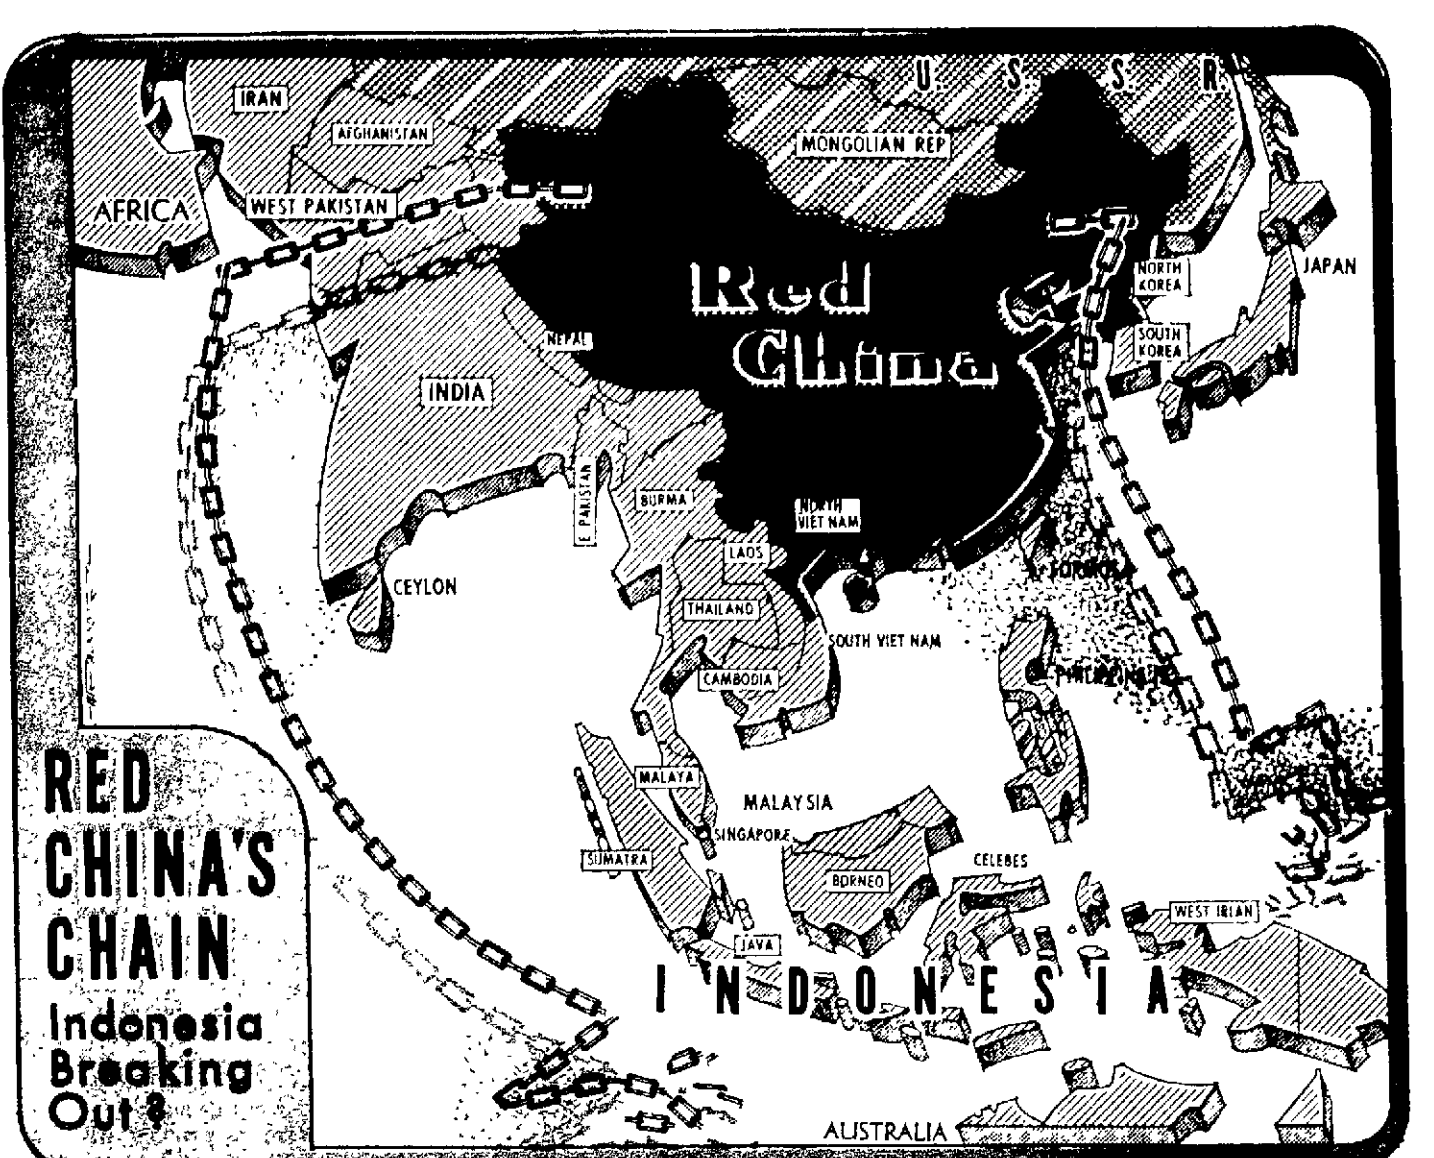 U. S. S. R.
IRAN
AFGHANISTAN
MONGOLIAN REP
AFRICA
WEST PAKISTAN
Red
China
NORTH
KOREA
JAPAN
SOUTH
KOREA
NEPAL
INDIA
E. PAKISTAN
BURMA
NORTH
VIET NAM
LAOS
FORMOSA
CEYLON
THAILAND
SOUTH VIET NAM
CAMBODIA
PHILIPPINES
MALAYA
MALAYSIA
SINGAPORE
SUMATRA
BORNEO
CELEBES
WEST IRIAN
JAVA
INDONESIA
AUSTRALIA
RED
CHINA'S
CHAIN
Indonesia
Breaking
Out?